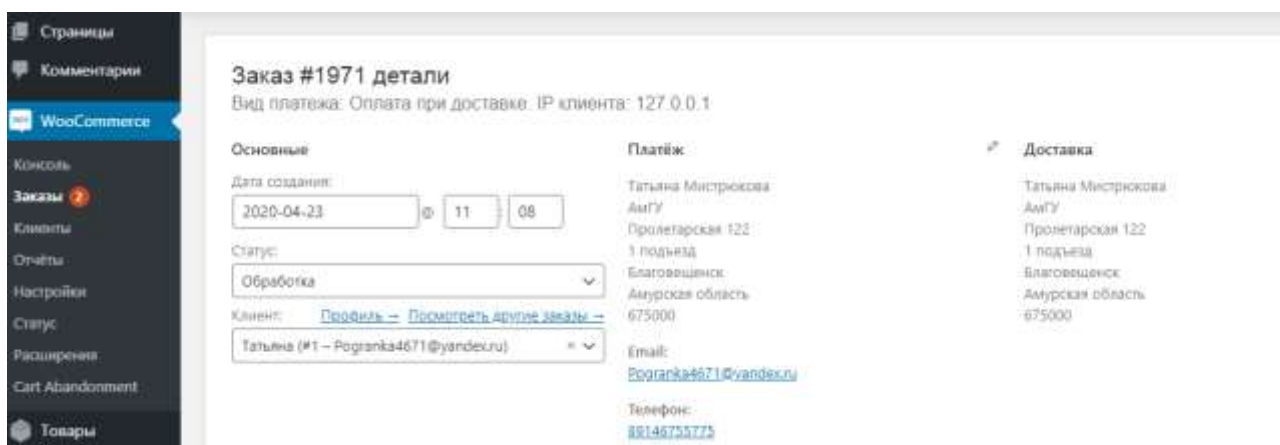 Страницы
Комментарии
WooCommerce
Консоль
Заказы 2
Клиенты
Отчёты
Настройки
Статус
Расширения
Cart Abandonment
Товары
Заказ #1971 детали
Вид платежа: Оплата при доставке. IP клиента: 127.0.0.1
Основные
Дата создания:
2020-04-23 @ 11 : 08
Статус:
Обработка
Клиент: Профиль → Посмотреть другие заказы →
Татьяна (#1 – Pogranka4671@yandex.ru) × 
Платёж
Татьяна Мистрюкова
АмГУ
Пролетарская 122
1 подъезд
Благовещенск
Амурская область
675000
Email:
Pogranka4671@yandex.ru
Телефон:
89146755775
Доставка
Татьяна Мистрюкова
АмГУ
Пролетарская 122
1 подъезд
Благовещенск
Амурская область
675000